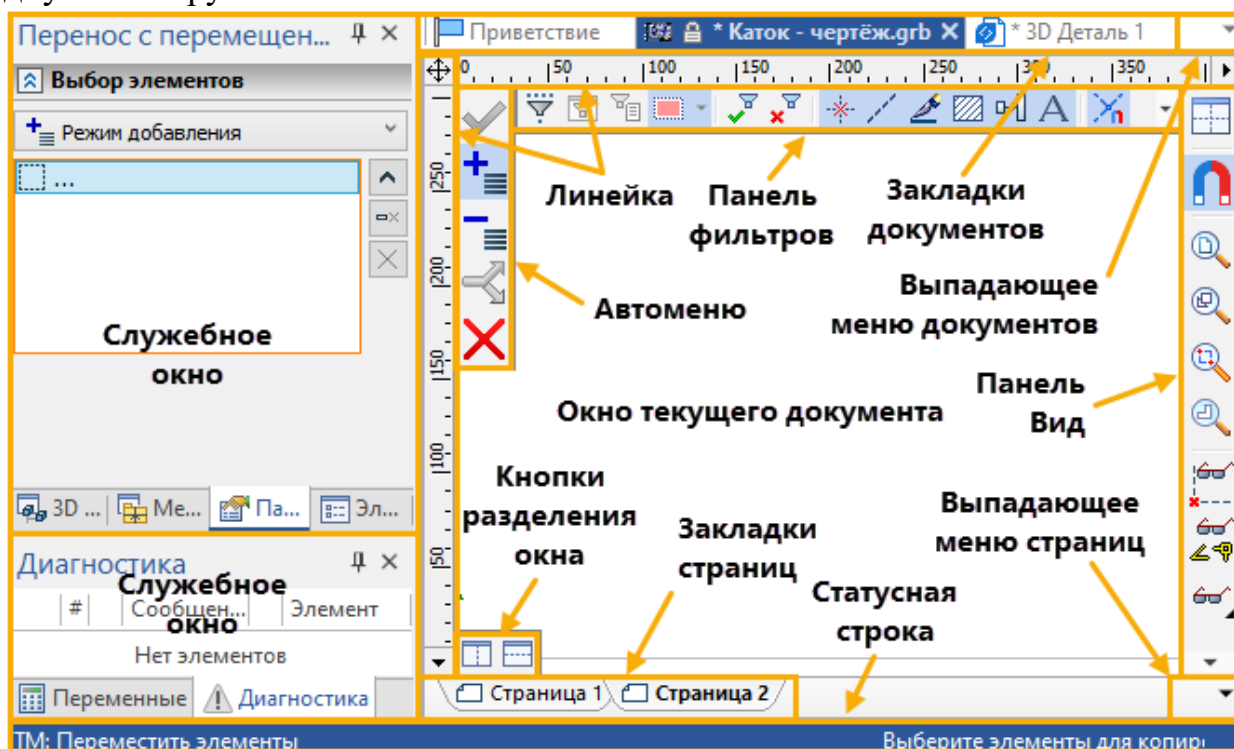 Перенос с перемещен...
Приветствие
* Каток - чертёж.grb
* 3D Деталь 1
0 50 100 150 200 250 300 350
Выбор элементов
Режим добавления
...
250
200
150
100
50
Линейка
Панель
фильтров
Закладки
документов
Автоменю
Выпадающее
меню документов
Служебное
окно
Панель
Вид
Окно текущего документа
Кнопки
разделения
окна
Закладки
страниц
Выпадающее
меню страниц
Статусная
строка
3D ... Ме... Па... Эл...
Диагностика
Служебное
окно
# Сообщен... Элемент
Нет элементов
Переменные Диагностика
Страница 1 Страница 2
TM: Переместить элементы
Выберите элементы для